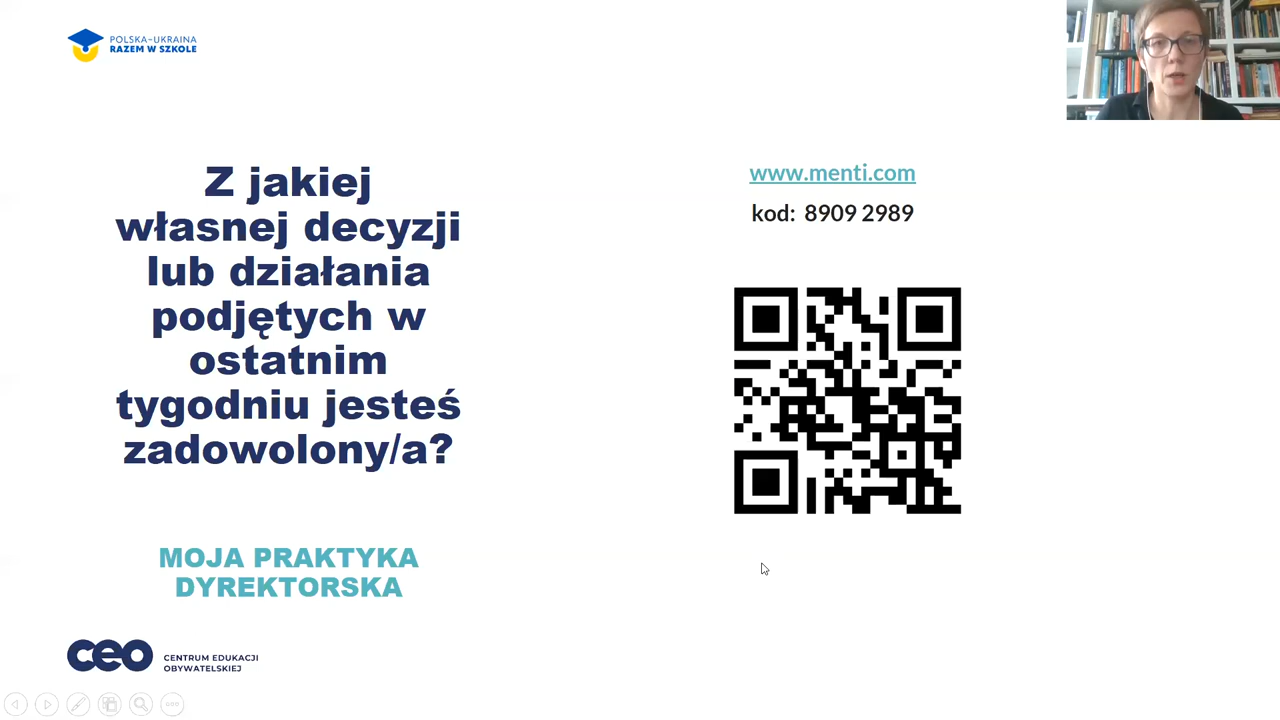 POLSKA–UKRAINA
RAZEM W SZKOLE
Z jakiej
własnej decyzji
lub działania
podjętych w
ostatnim
tygodniu jesteś
zadowolony/a?
MOJA PRAKTYKA
DYREKTORSKA
ceo
CENTRUM EDUKACJI
OBYWATELSKIEJ
www.menti.com
kod: 8909 2989